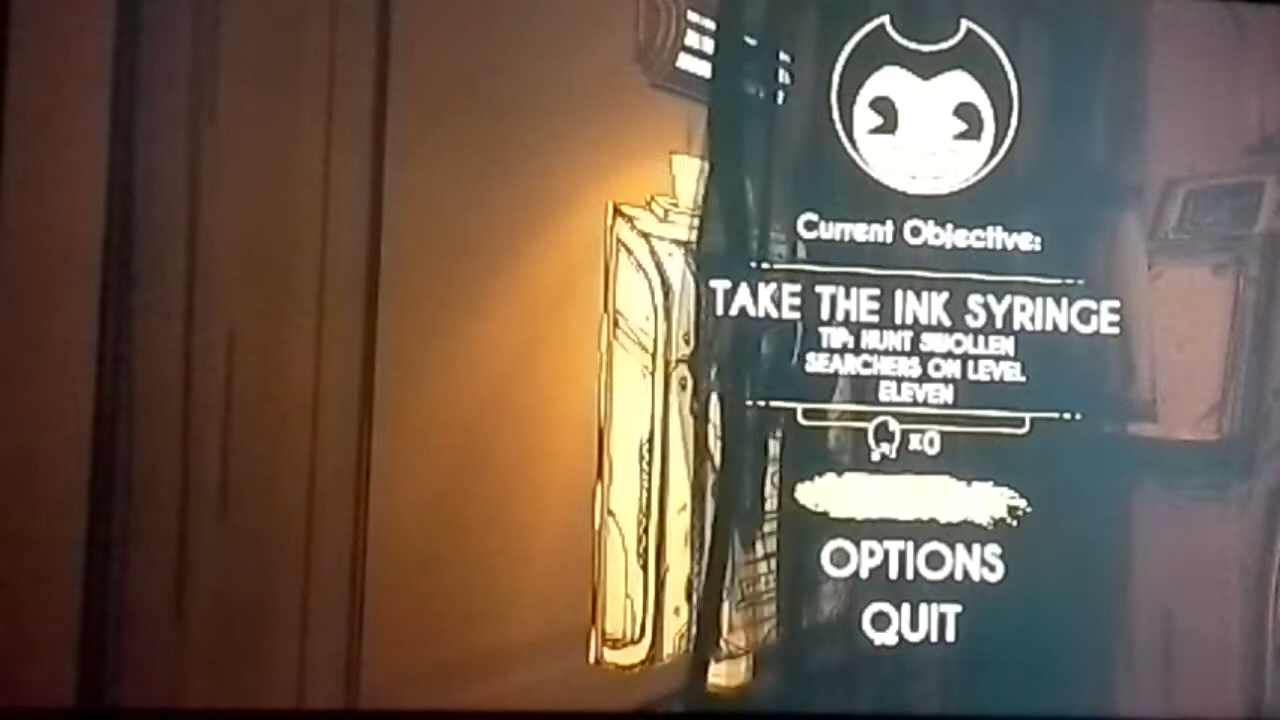 Current Objective:
TAKE THE INK SYRINGE
TIP: HUNT SWOLLEN
SEARCHERS ON LEVEL
ELEVEN
x0
OPTIONS
QUIT